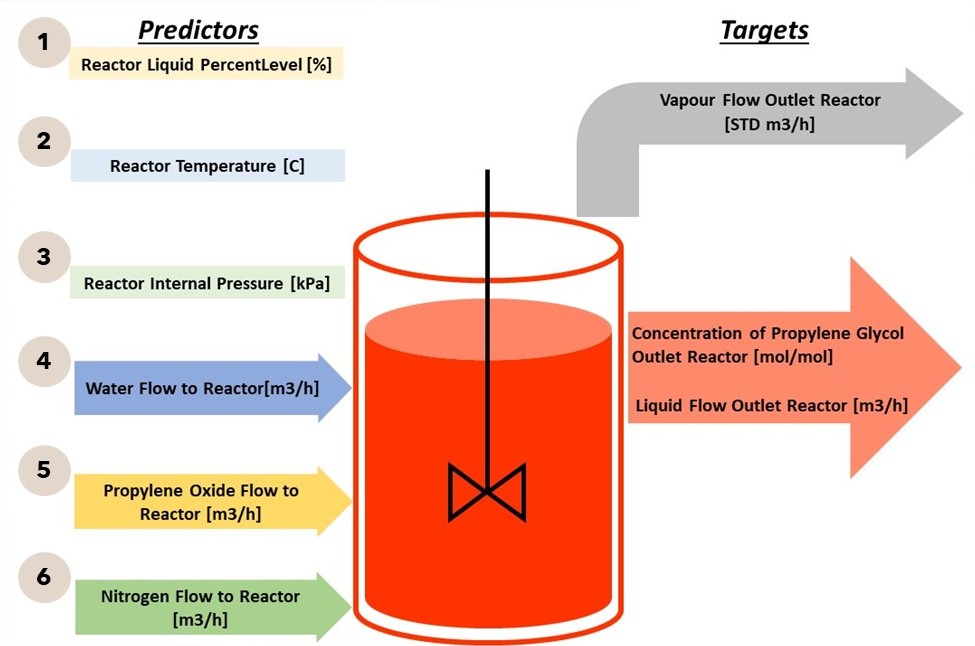 Predictors
Targets
1
Reactor Liquid PercentLevel [%]
2
Reactor Temperature [C]
3
Reactor Internal Pressure [kPa]
4
Water Flow to Reactor[m3/h]
5
Propylene Oxide Flow to
Reactor [m3/h]
6
Nitrogen Flow to Reactor
[m3/h]
Vapour Flow Outlet Reactor
[STD m3/h]
Concentration of Propylene Glycol
Outlet Reactor [mol/mol]
Liquid Flow Outlet Reactor [m3/h]